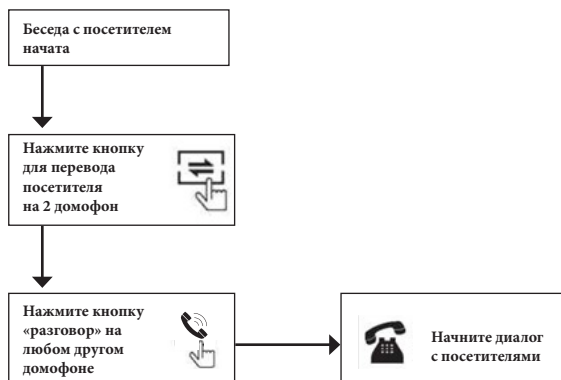 Беседа с посетителем
начата
Нажмите кнопку
для перевода
посетителя
на 2 домофон
Нажмите кнопку
«разговор» на
любом другом
домофоне
Начните диалог
с посетителями